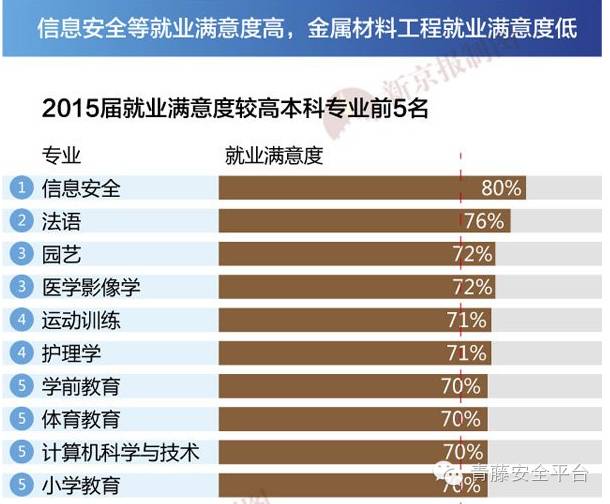 信息安全等就业满意度高，金属材料工程就业满意度低
新京报制图
2015届就业满意度较高本科专业前5名
专业 就业满意度
1 信息安全 80%
2 法语 76%
3 园艺 72%
3 医学影像学 72%
4 运动训练 71%
4 护理学 71%
5 学前教育 70%
5 体育教育 70%
5 计算机科学与技术 70%
5 小学教育 70%
青藤安全平台